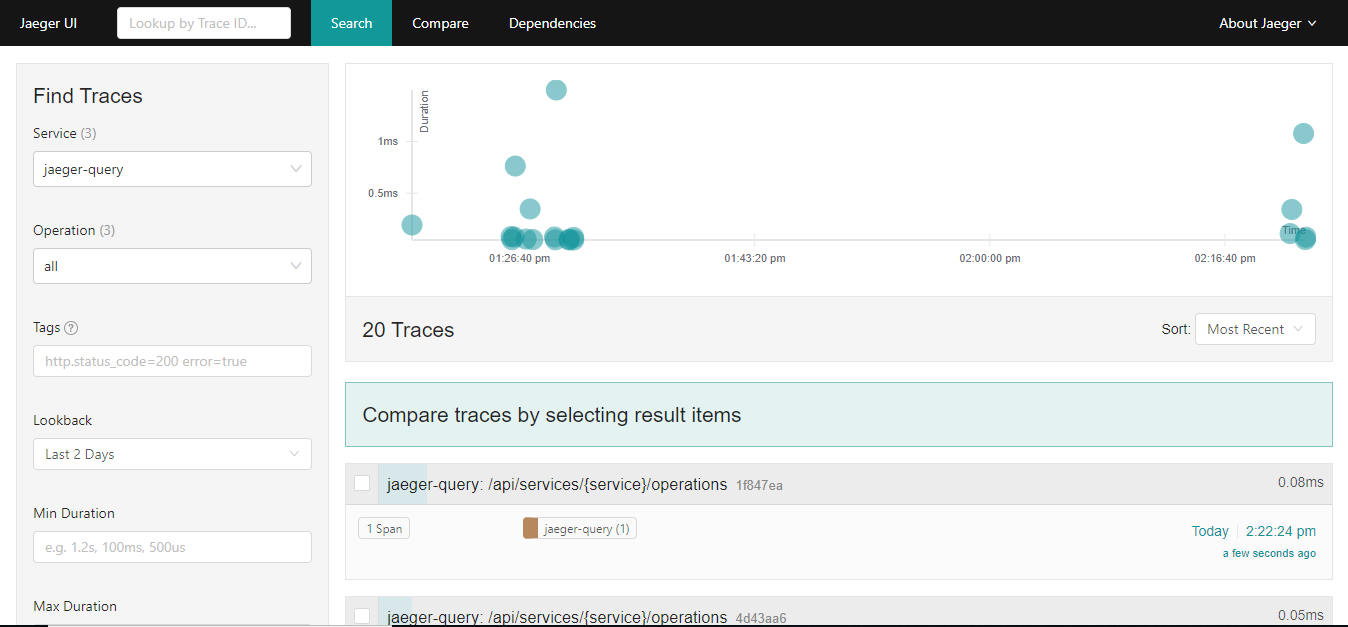 Jaeger UI Lookup by Trace ID... Search Compare Dependencies About Jaeger
Find Traces
Service (3)
jaeger-query
Operation (3)
all
Tags ?
http.status_code=200 error=true
Lookback
Last 2 Days
Min Duration
e.g. 1.2s, 100ms, 500us
Max Duration
Duration
1ms
0.5ms
Time
01:26:40 pm 01:43:20 pm 02:00:00 pm 02:16:40 pm
20 Traces Sort: Most Recent
Compare traces by selecting result items
jaeger-query: /api/services/{service}/operations 1f847ea 0.08ms
1 Span jaeger-query (1) Today 2:22:24 pm
a few seconds ago
jaeger-query: /api/services/{service}/operations 4d43aa6 0.05ms